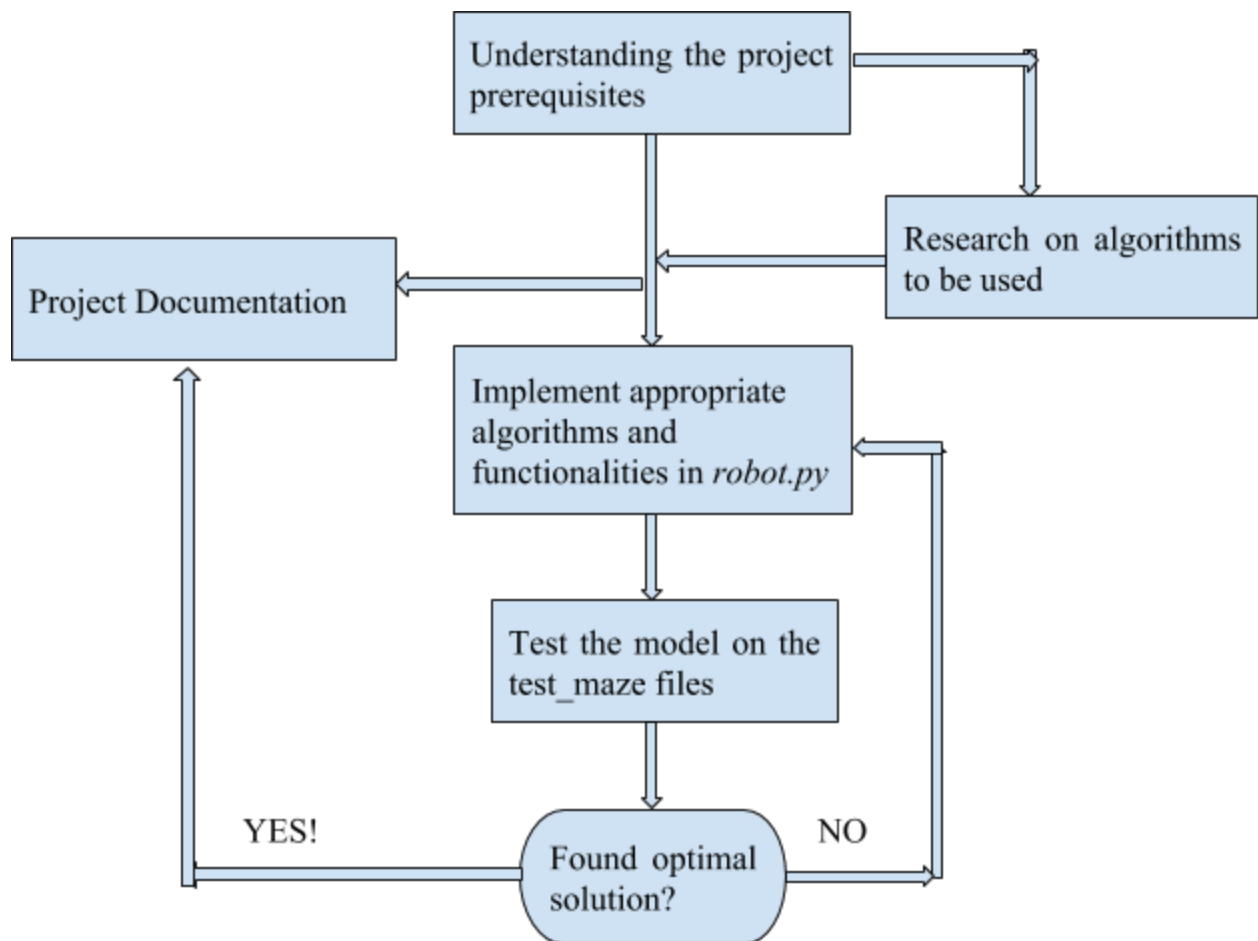 Understanding the project
prerequisites
Research on algorithms
to be used
Project Documentation
Implement appropriate
algorithms and
functionalities in robot.py
Test the model on the
test_maze files
YES!
NO
Found optimal
solution?